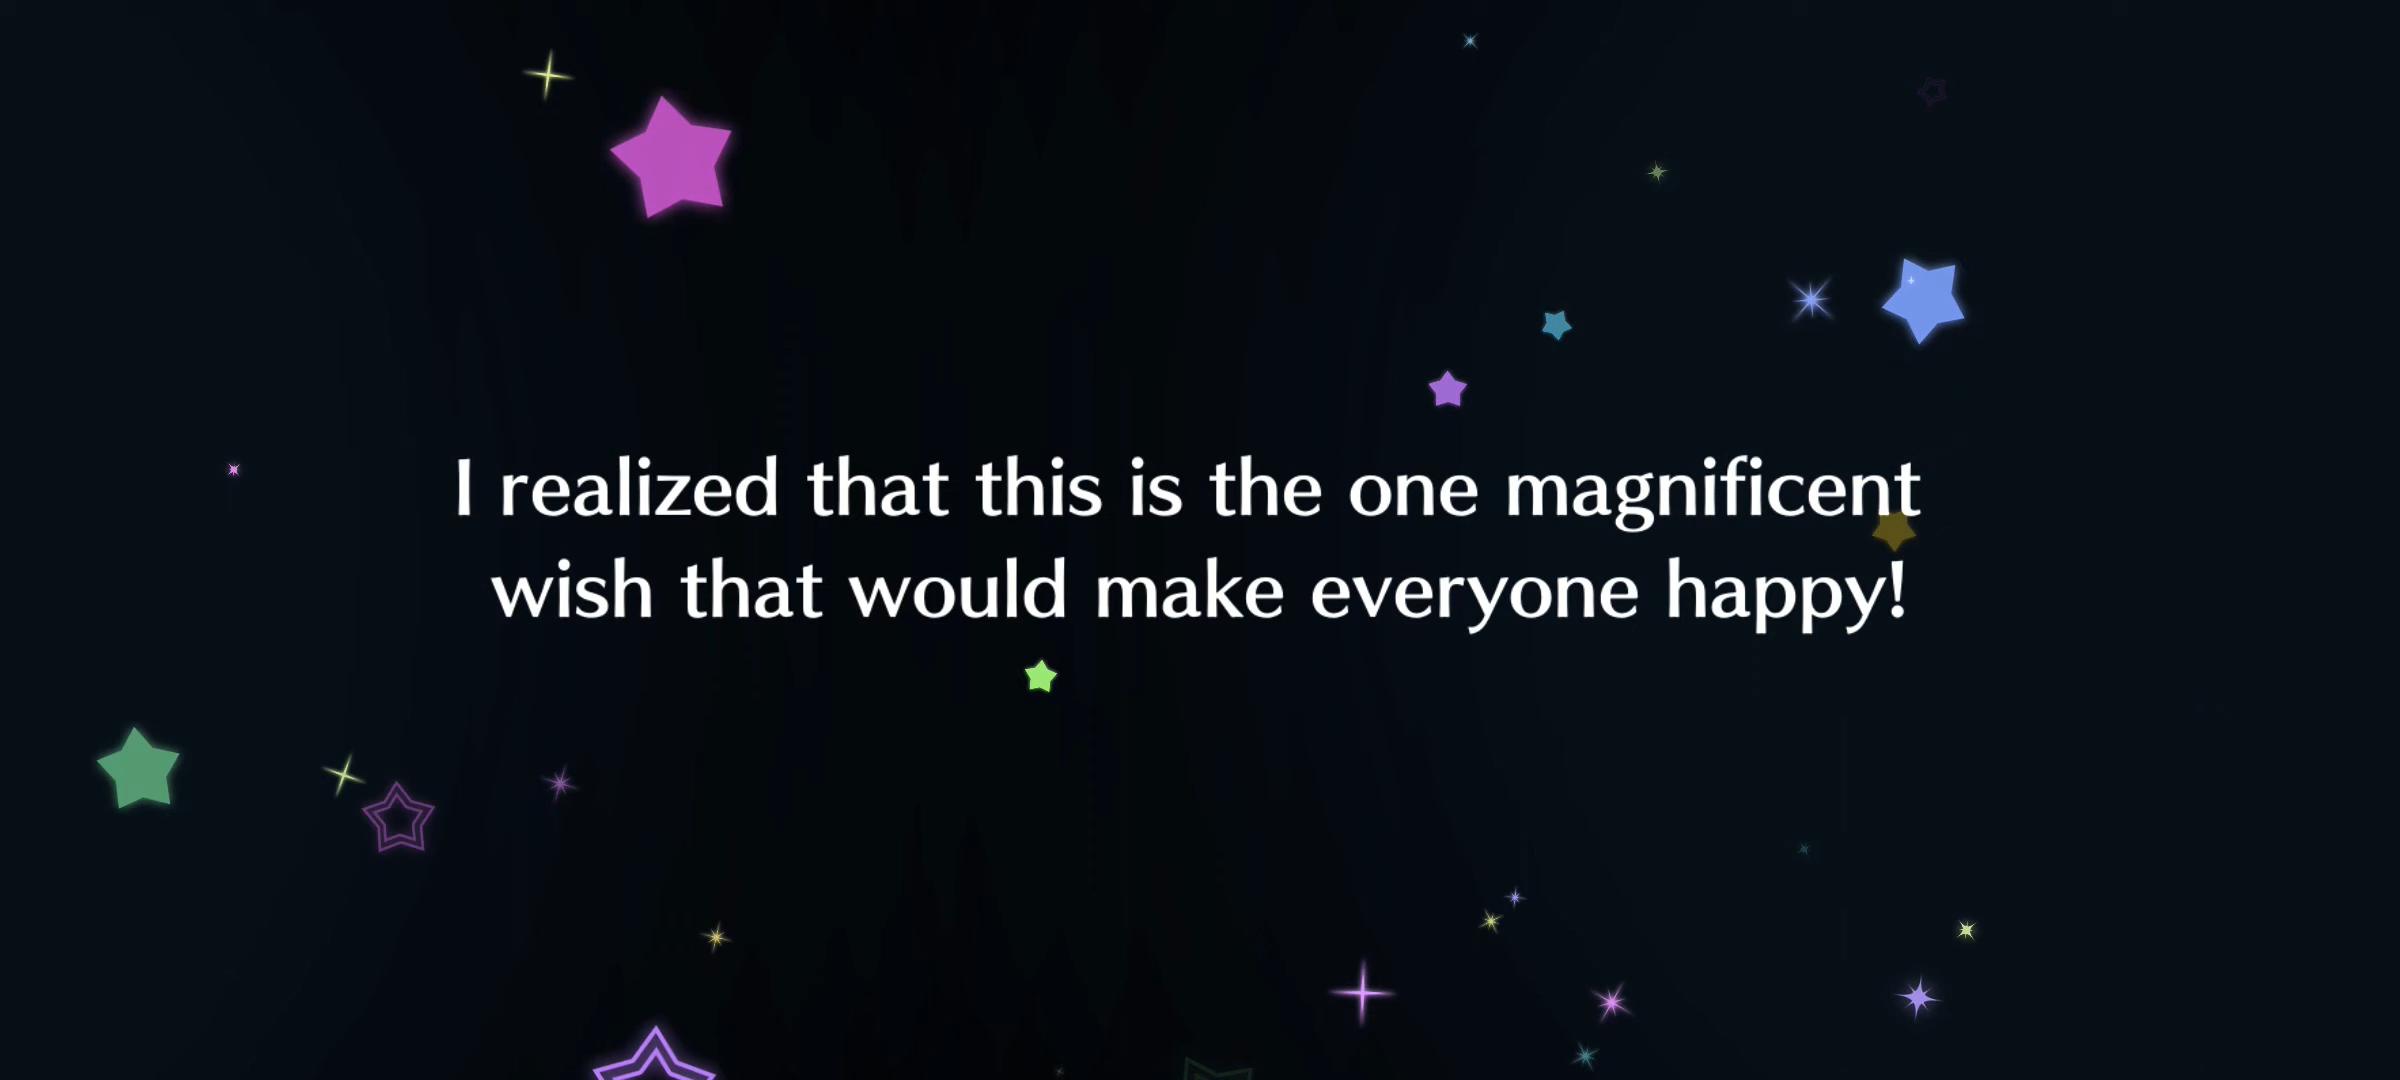 I realized that this is the one magnificent
wish that would make everyone happy!